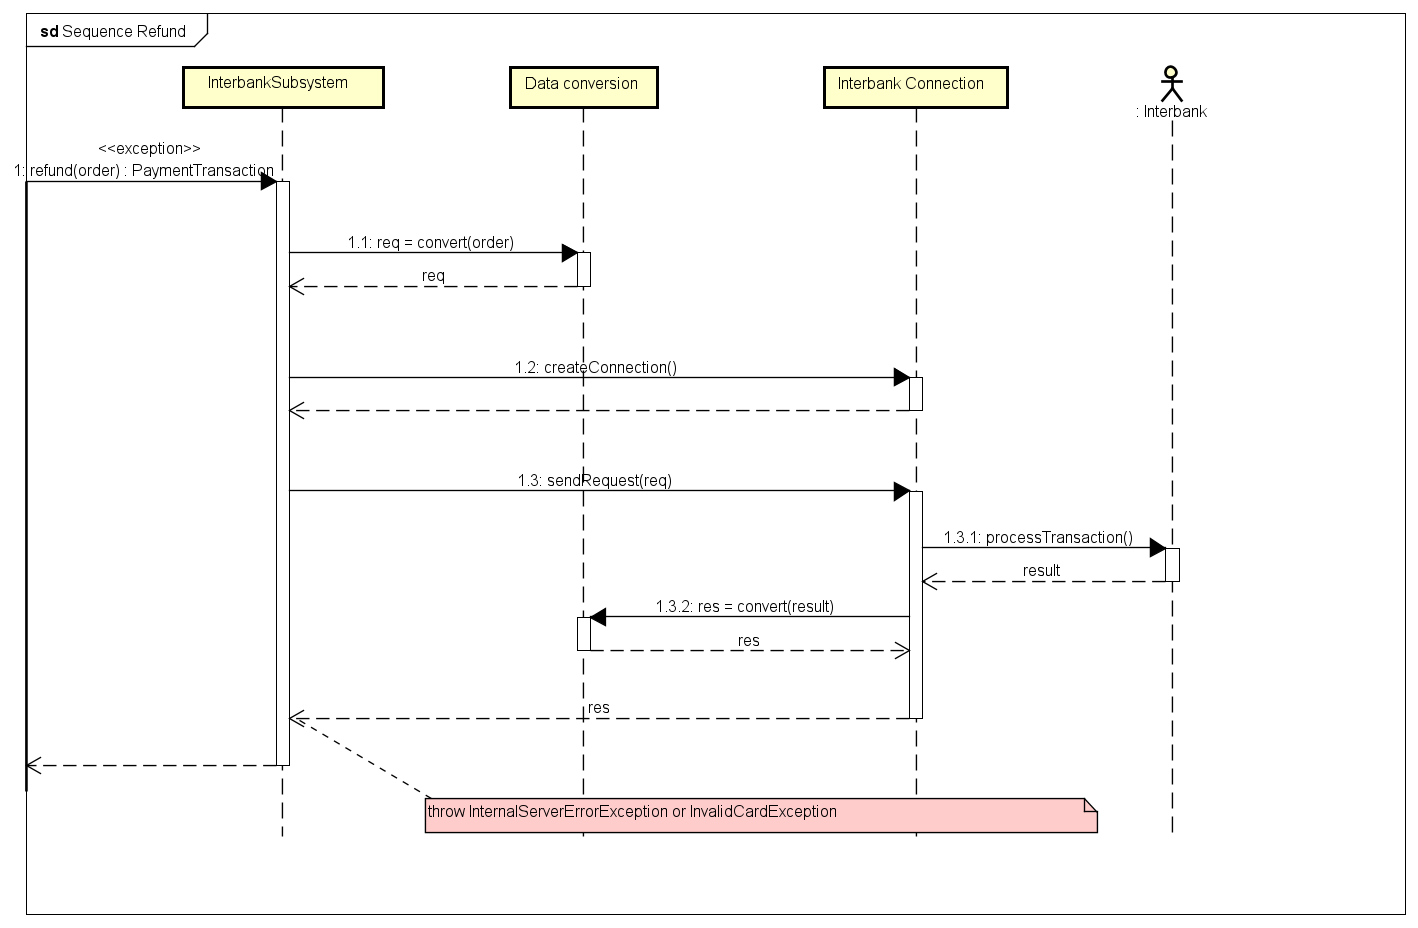 sd Sequence Refund
InterbankSubsystem
Data conversion
Interbank Connection
: Interbank
<<exception>>
1: refund(order) : PaymentTransaction
1.1: req = convert(order)
req
1.2: createConnection()
1.3: sendRequest(req)
1.3.1: processTransaction()
result
1.3.2: res = convert(result)
res
res
throw InternalServerErrorException or InvalidCardException